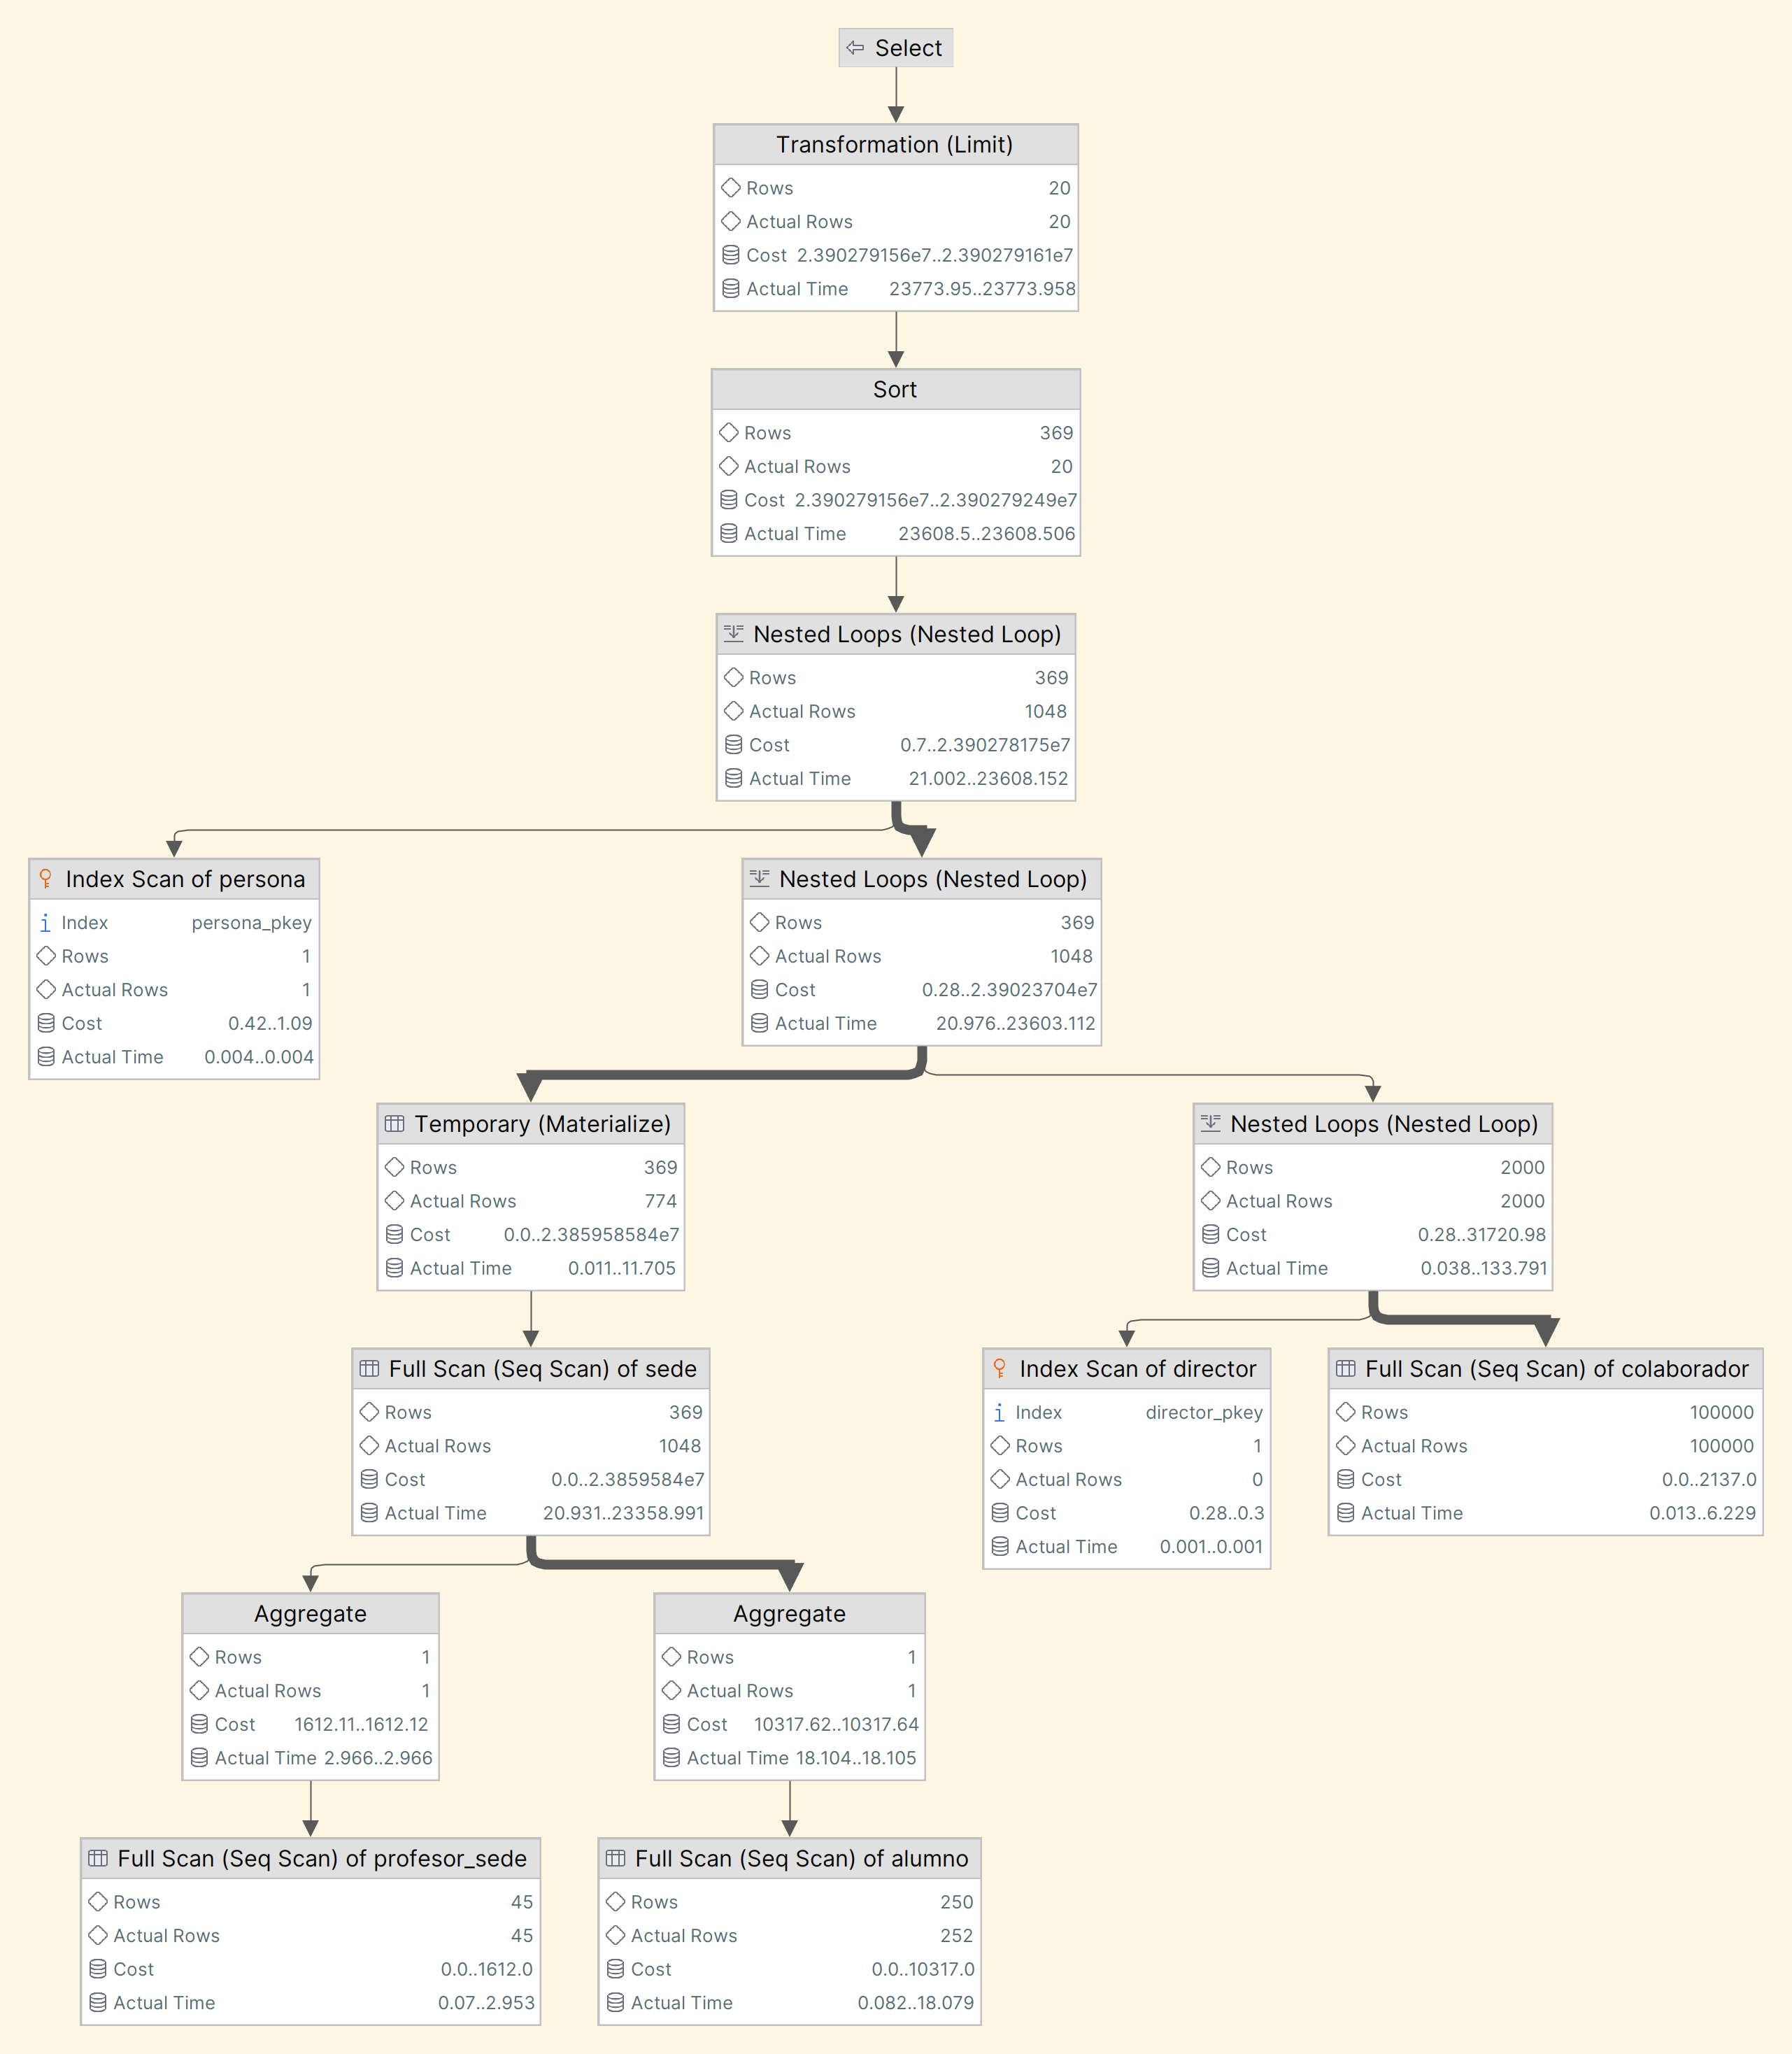 Select
Transformation (Limit)
Rows 20
Actual Rows 20
Cost 2.390279156e7..2.390279161e7
Actual Time 23773.95..23773.958
Sort
Rows 369
Actual Rows 20
Cost 2.390279156e7..2.390279249e7
Actual Time 23608.5..23608.506
Nested Loops (Nested Loop)
Rows 369
Actual Rows 1048
Cost 0.7..2.390278175e7
Actual Time 21.002..23608.152
Index Scan of persona
Index persona_pkey
Rows 1
Actual Rows 1
Cost 0.42..1.09
Actual Time 0.004..0.004
Nested Loops (Nested Loop)
Rows 369
Actual Rows 1048
Cost 0.28..2.39023704e7
Actual Time 20.976..23603.112
Temporary (Materialize)
Rows 369
Actual Rows 774
Cost 0.0..2.385958584e7
Actual Time 0.011..11.705
Nested Loops (Nested Loop)
Rows 2000
Actual Rows 2000
Cost 0.28..31720.98
Actual Time 0.038..133.791
Full Scan (Seq Scan) of sede
Rows 369
Actual Rows 1048
Cost 0.0..2.3859584e7
Actual Time 20.931..23358.991
Index Scan of director
Index director_pkey
Rows 1
Actual Rows 0
Cost 0.28..0.3
Actual Time 0.001..0.001
Full Scan (Seq Scan) of colaborador
Rows 100000
Actual Rows 100000
Cost 0.0..2137.0
Actual Time 0.013..6.229
Aggregate
Rows 1
Actual Rows 1
Cost 1612.11..1612.12
Actual Time 2.966..2.966
Aggregate
Rows 1
Actual Rows 1
Cost 10317.62..10317.64
Actual Time 18.104..18.105
Full Scan (Seq Scan) of profesor_sede
Rows 45
Actual Rows 45
Cost 0.0..1612.0
Actual Time 0.07..2.953
Full Scan (Seq Scan) of alumno
Rows 250
Actual Rows 252
Cost 0.0..10317.0
Actual Time 0.082..18.079